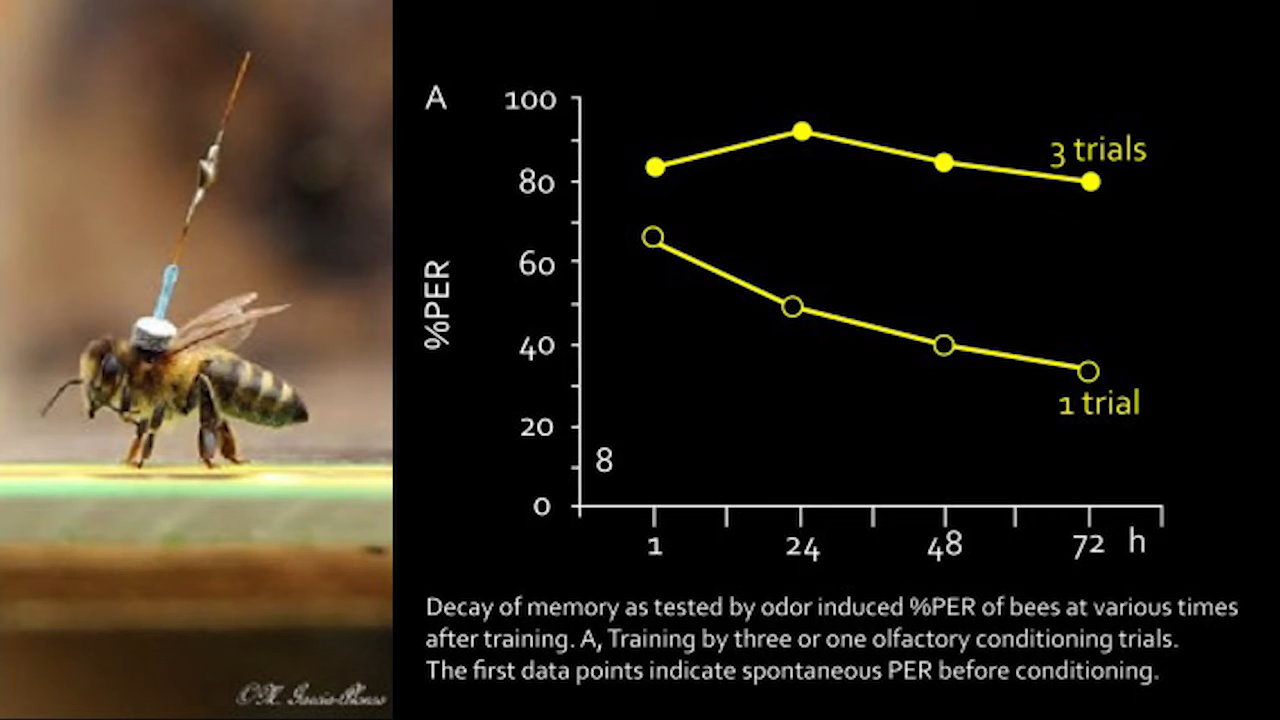 A
100
80
60
40
20
0
%PER
8
3 trials
1 trial
1 24 48 72 h
Decay of memory as tested by odor induced %PER of bees at various times
after training. A, Training by three or one olfactory conditioning trials.
The first data points indicate spontaneous PER before conditioning.